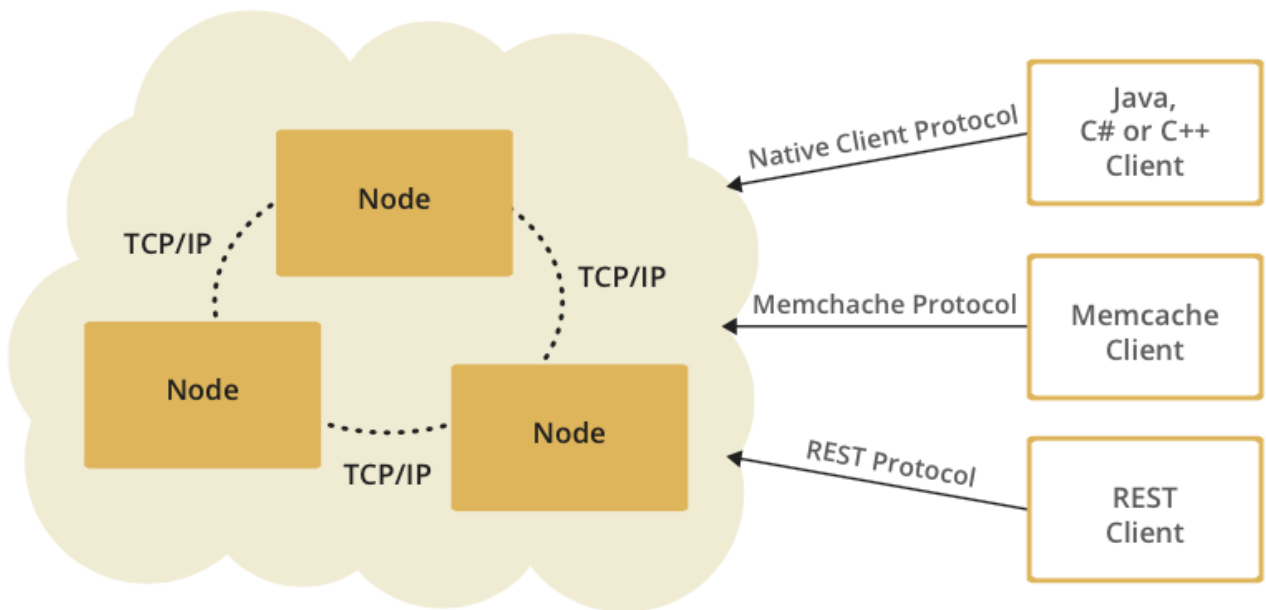 Node
TCP/IP
TCP/IP
Node
Node
TCP/IP
Native Client Protocol
Java,
C# or C++
Client
Memchache Protocol
Memcache
Client
REST Protocol
REST
Client